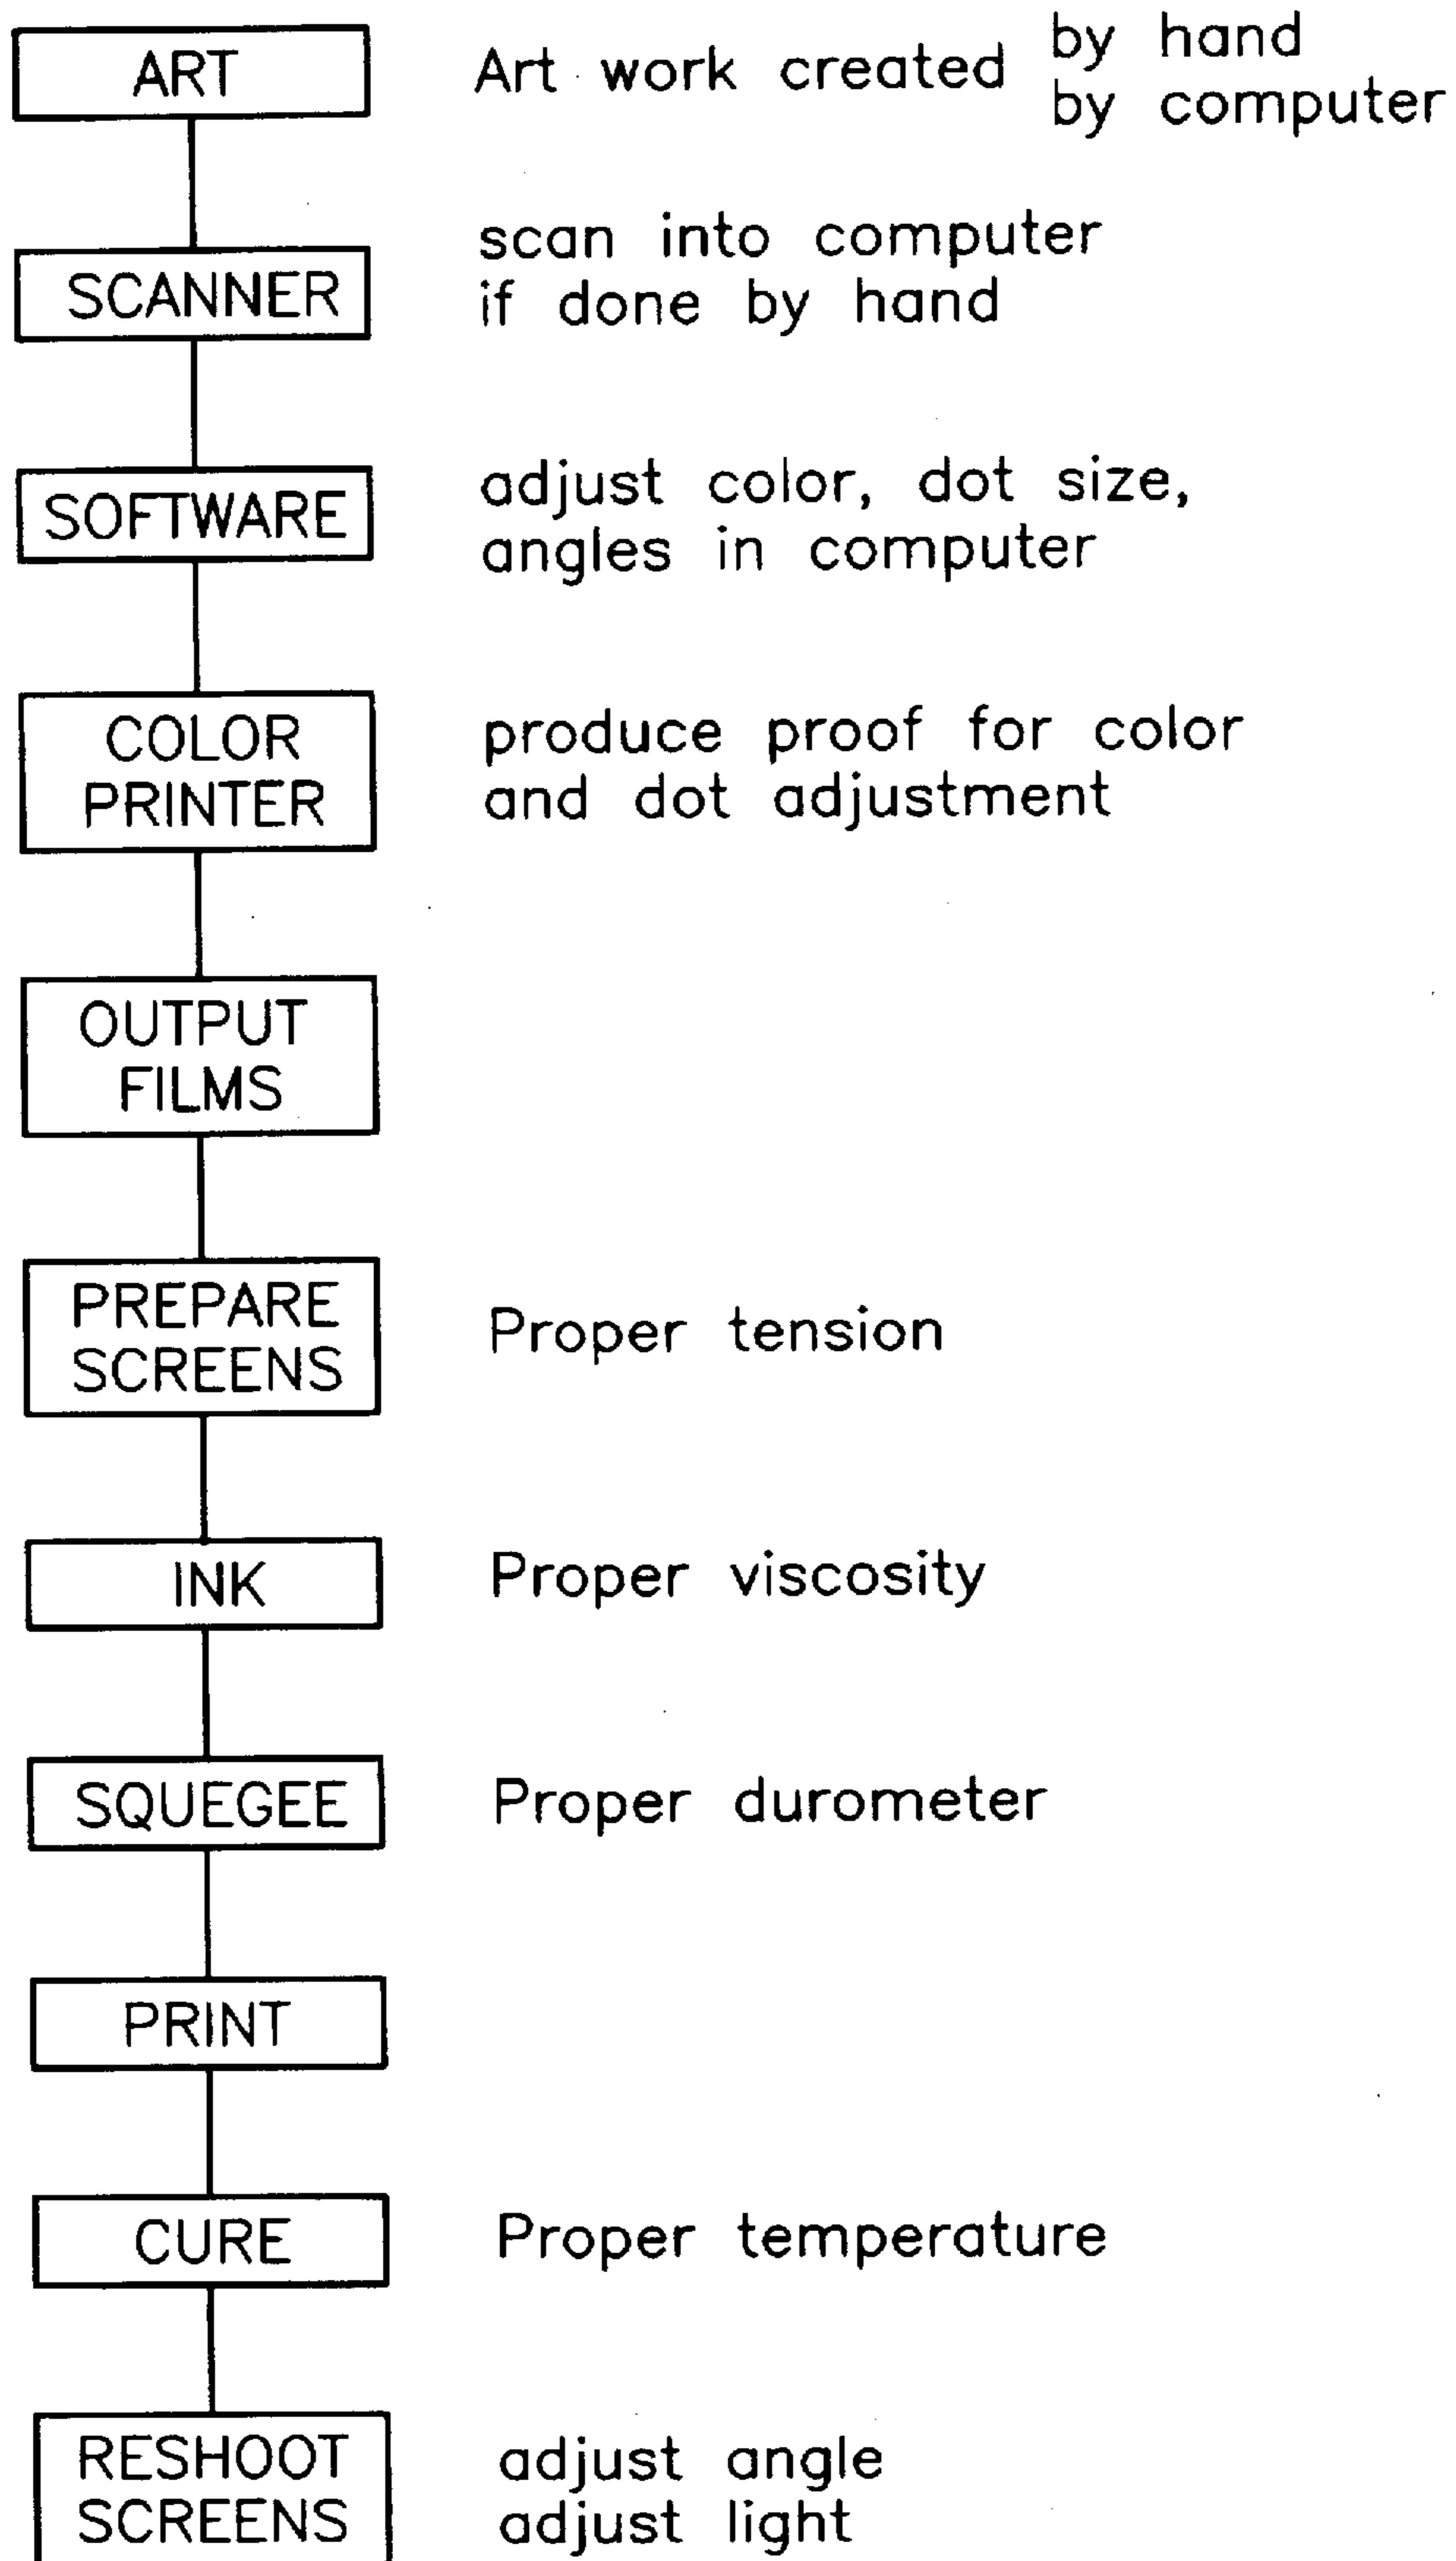 ART
Art work created
by hand
by computer
SCANNER
scan into computer
if done by hand
SOFTWARE
adjust color, dot size,
angles in computer
COLOR
PRINTER
produce proof for color
and dot adjustment
OUTPUT
FILMS
PREPARE
SCREENS
Proper tension
INK
Proper viscosity
SQUEGEE
Proper durometer
PRINT
CURE
Proper temperature
RESHOOT
SCREENS
adjust angle
adjust light